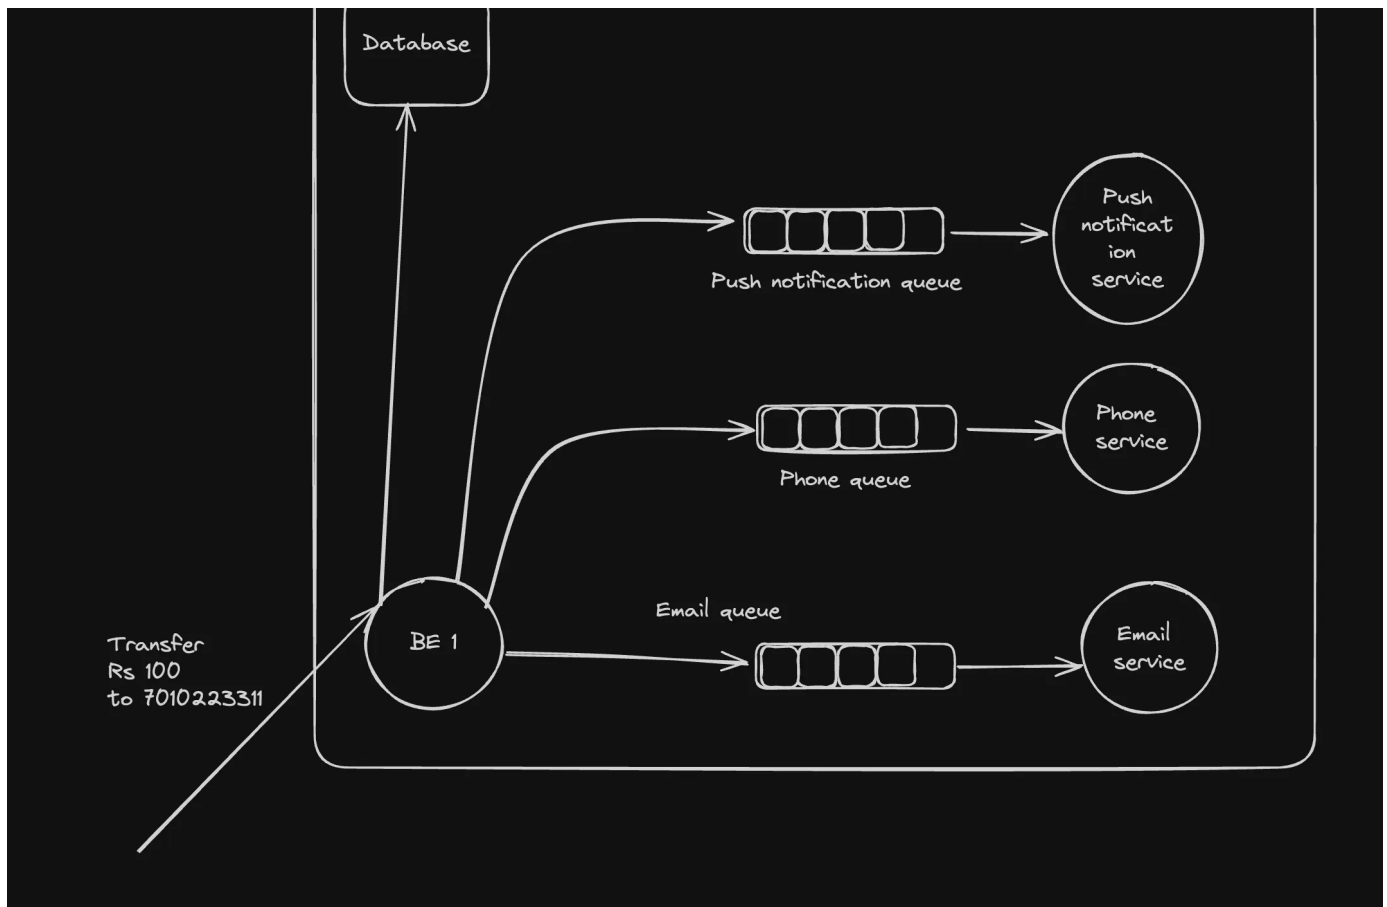 Database
Push
notificat
ion
service
Push notification queue
Phone
service
Phone queue
Email queue
Email
service
BE 1
Transfer
Rs 100
to 7010223311